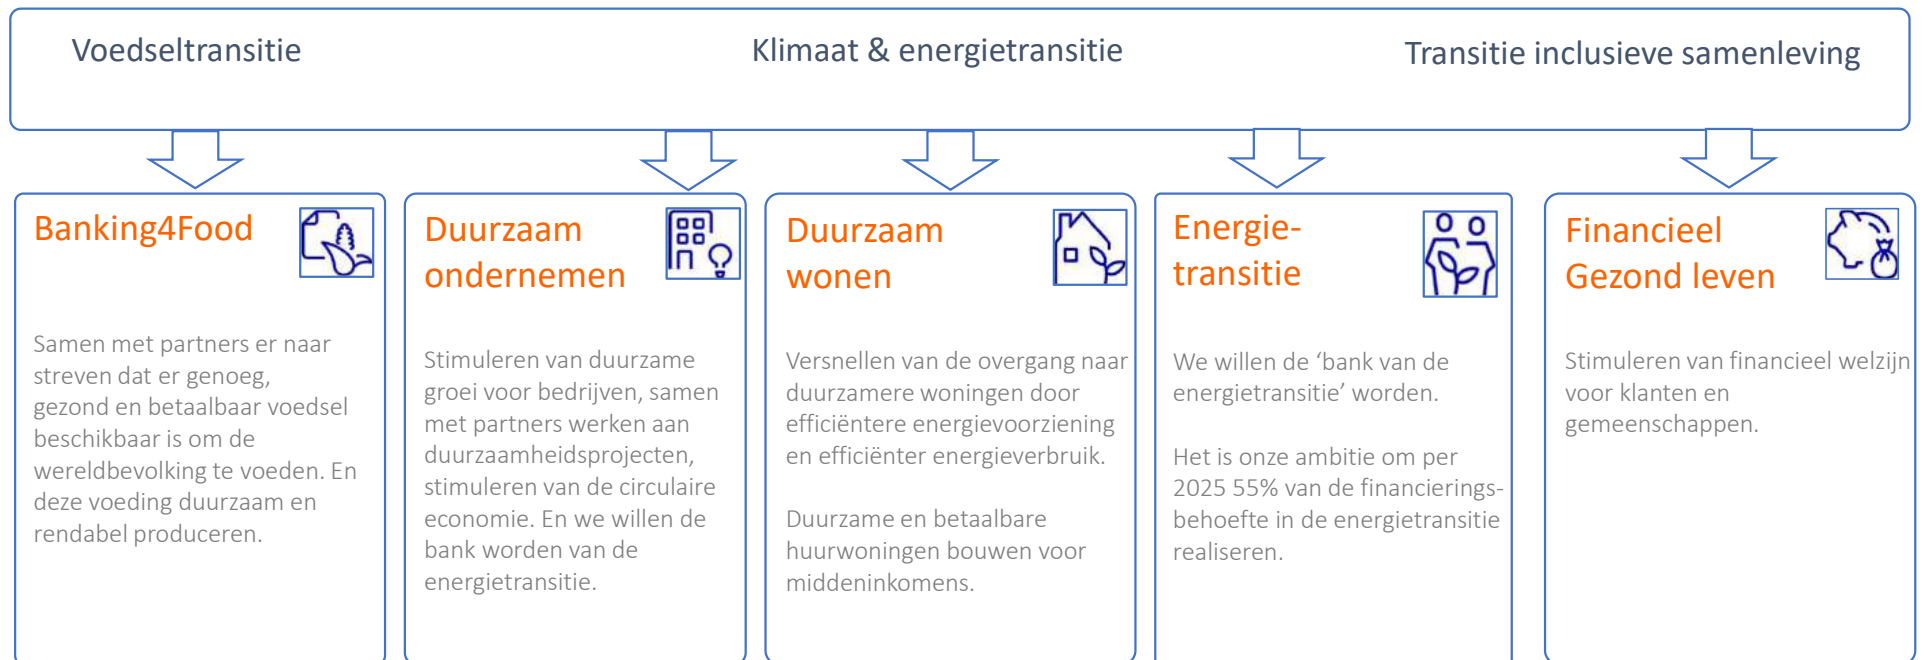 Voedseltransitie
Klimaat & energietransitie
Transitie inclusieve samenleving
Banking4Food
Samen met partners er naar
streven dat er genoeg,
gezond en betaalbaar voedsel
beschikbaar is om de
wereldbevolking te voeden. En
deze voeding duurzaam en
rendabel produceren.
Duurzaam
ondernemen
Stimuleren van duurzame
groei voor bedrijven, samen
met partners werken aan
duurzaamheidsprojecten,
stimuleren van de circulaire
economie. En we willen de
bank worden van de
energietransitie.
Duurzaam
wonen
Versnellen van de overgang naar
duurzamere woningen door
efficiëntere energievoorziening
en efficiënter energieverbruik.
Duurzame en betaalbare
huurwoningen bouwen voor
middeninkomens.
Energie-
transitie
We willen de ‘bank van de
energietransitie’ worden.
Het is onze ambitie om per
2025 55% van de financierings-
behoefte in de energietransitie
realiseren.
Financieel
Gezond leven
Stimuleren van financieel welzijn
voor klanten en
gemeenschappen.